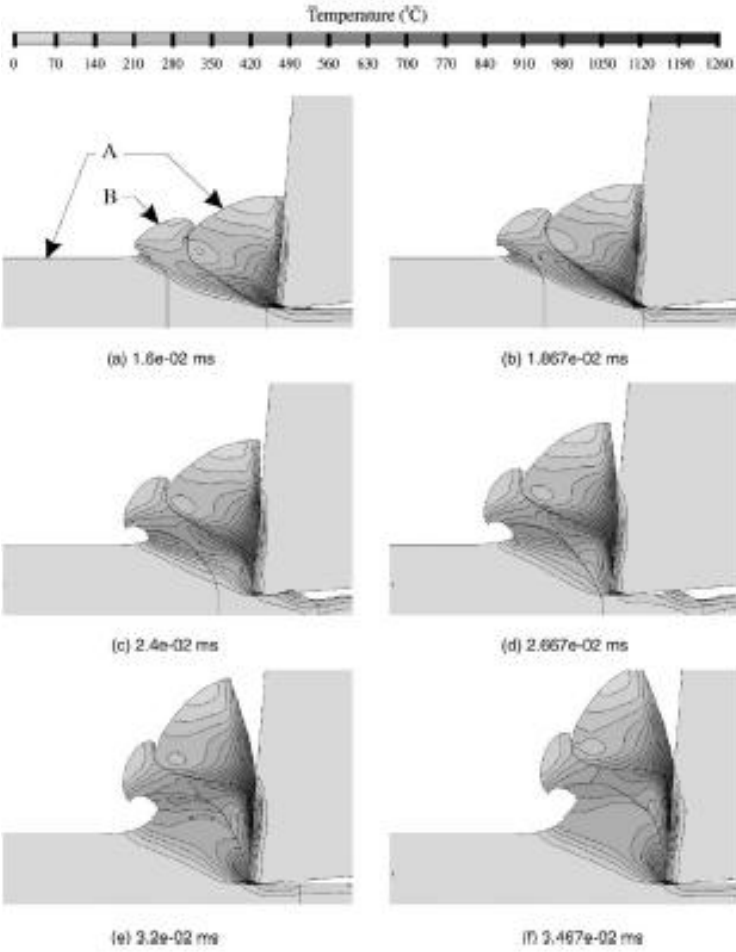 Temperature (°C)
0 70 140 210 280 350 420 490 560 630 700 770 840 910 980 1050 1120 1190 1260
A
B
(a) 1.6e-02 ms
(b) 1.867e-02 ms
(c) 2.4e-02 ms
(d) 2.667e-02 ms
(e) 3.2e-02 ms
(f) 3.467e-02 ms